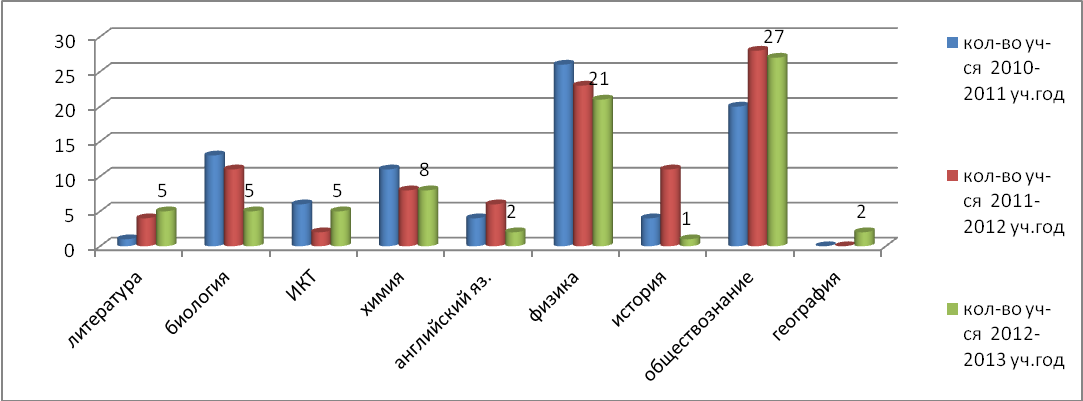 30
25
20
15
10
5
0
5
5
5
8
2
21
1
27
2
литература
биология
ИКТ
химия
английский яз.
физика
история
обществознание
география
кол-во уч-
ся 2010-
2011 уч.год
кол-во уч-
ся 2011-
2012 уч.год
кол-во уч-
ся 2012-
2013 уч.год